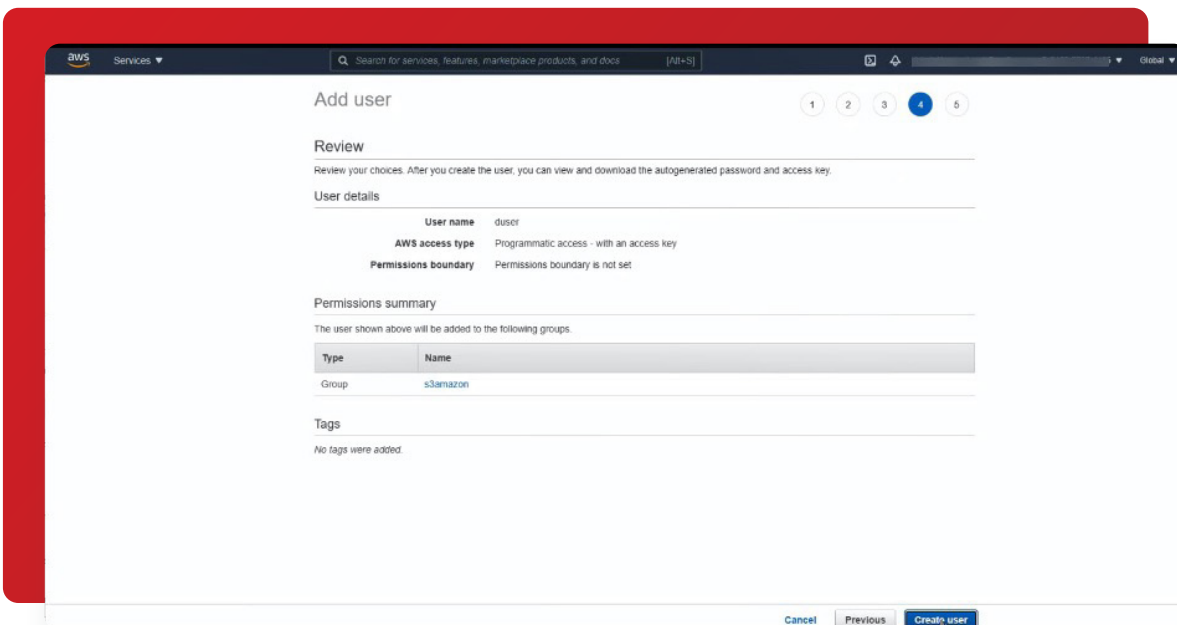 aws Services Search for services, features, marketplace products, and docs [Alt+S] Global
Add user 1 2 3 4 5
Review
Review your choices. After you create the user, you can view and download the autogenerated password and access key.
User details
User name duser
AWS access type Programmatic access - with an access key
Permissions boundary Permissions boundary is not set
Permissions summary
The user shown above will be added to the following groups.
Type Name
Group s3amazon
Tags
No tags were added.
Cancel Previous Create user